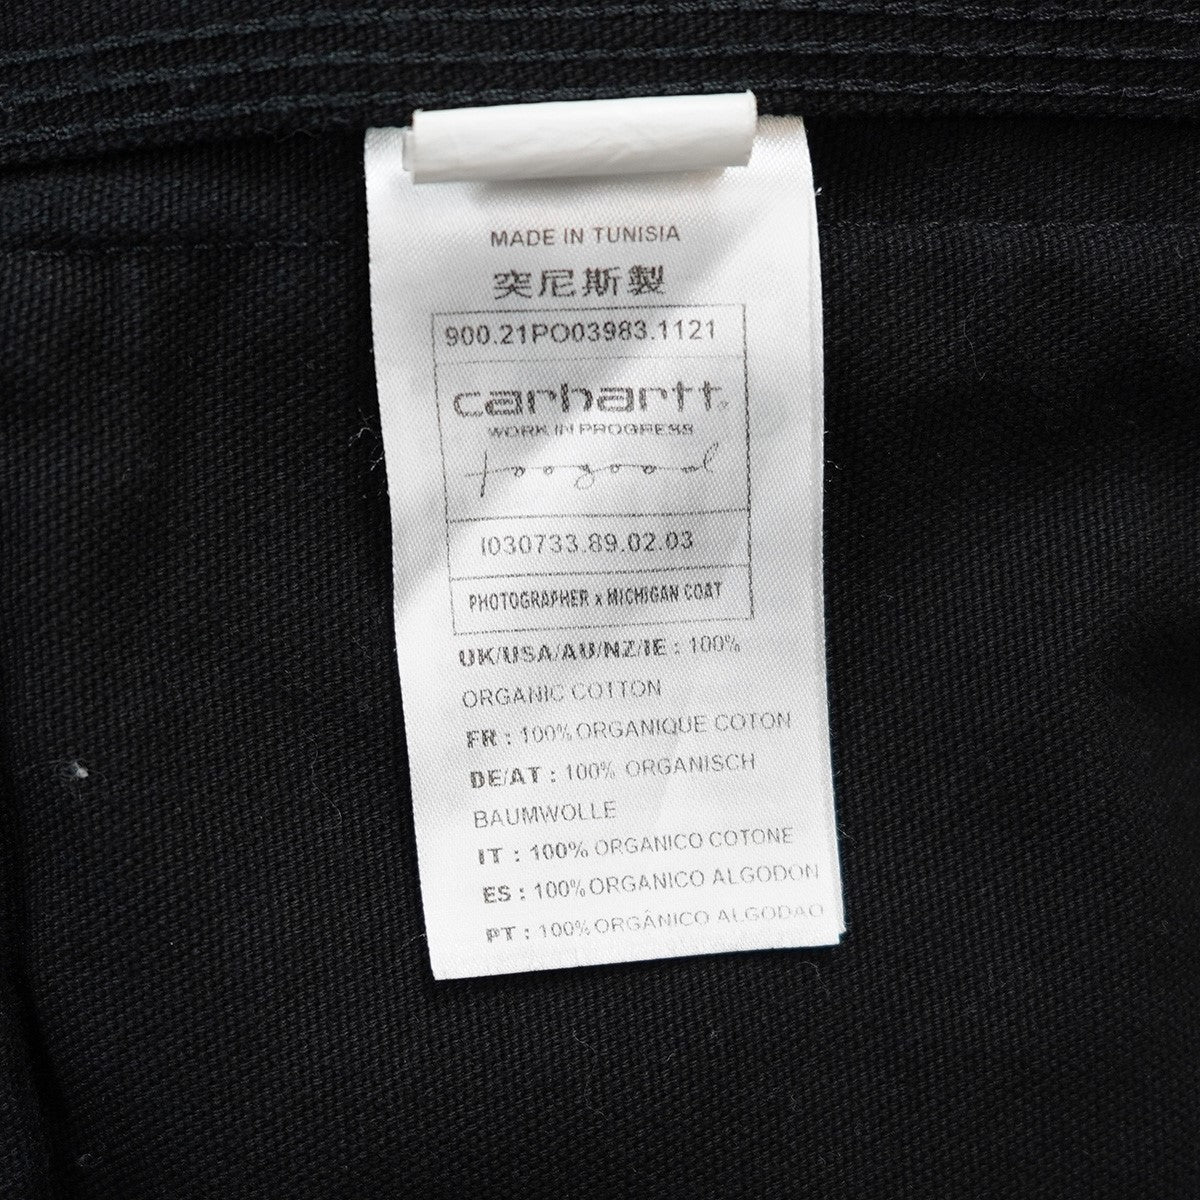 MADE IN TUNISIA
突尼斯製
900.21PO03983.1121
carhartt
WORK IN PROGRESS
toogood
I030733.89.02.03
PHOTOGRAPHER x MICHIGAN COAT
UK/USA/AU/NZ/IE : 100%
ORGANIC COTTON
FR : 100% ORGANIQUE COTON
DE/AT : 100% ORGANISCH
BAUMWOLLE
IT : 100% ORGANICO COTONE
ES : 100% ORGANICO ALGODON
PT : 100% ORGÂNICO ALGODAO